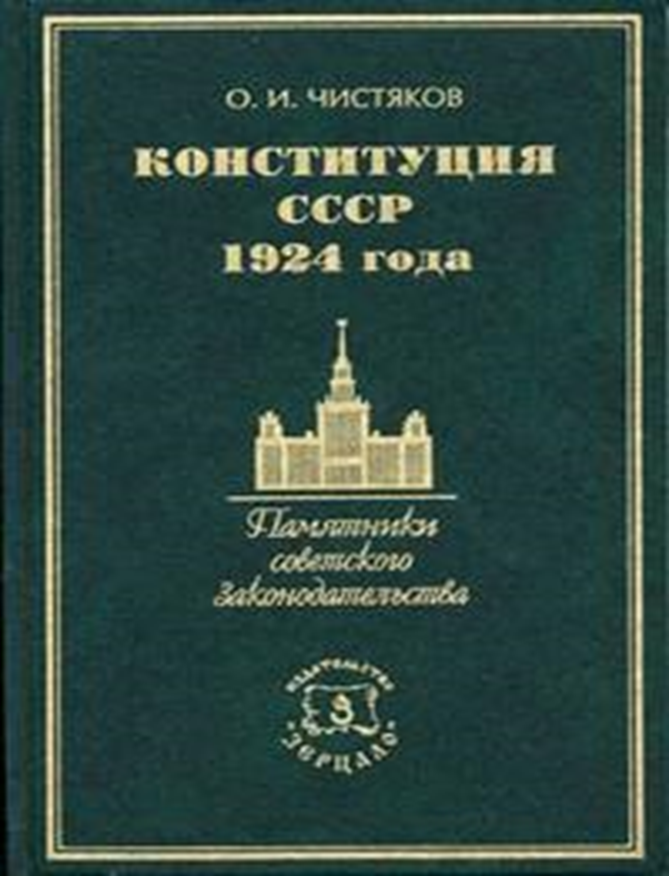 О. И. ЧИСТЯКОВ
КОНСТИТУЦИЯ
СССР
1924 года
Памятники
советского
законодательства
ИЗДАТЕЛЬСТВО
З
«ЗЕРЦАЛО»